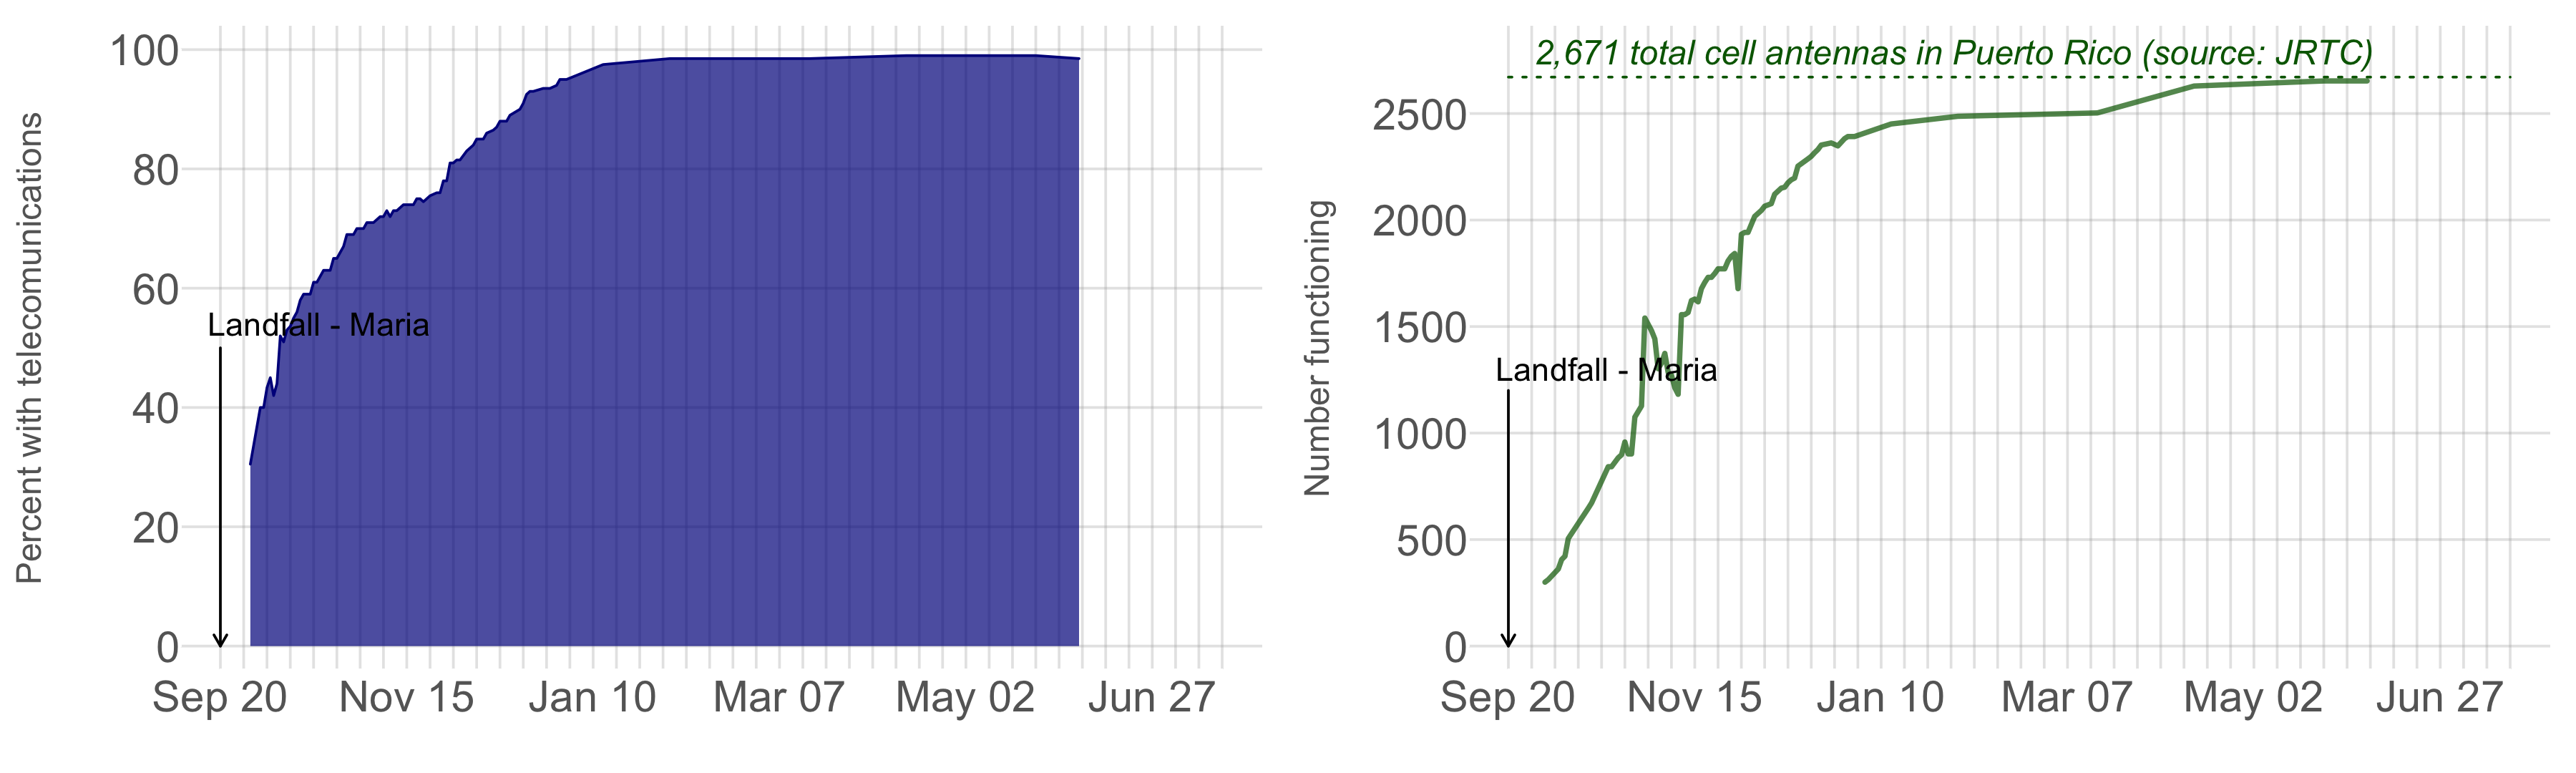 Percent with telecomunications
100
80
60
40
20
0
Landfall - Maria
Sep 20
Nov 15
Jan 10
Mar 07
May 02
Jun 27
Number functioning
2,671 total cell antennas in Puerto Rico (source: JRTC)
2500
2000
1500
1000
500
0
Landfall - Maria
Sep 20
Nov 15
Jan 10
Mar 07
May 02
Jun 27